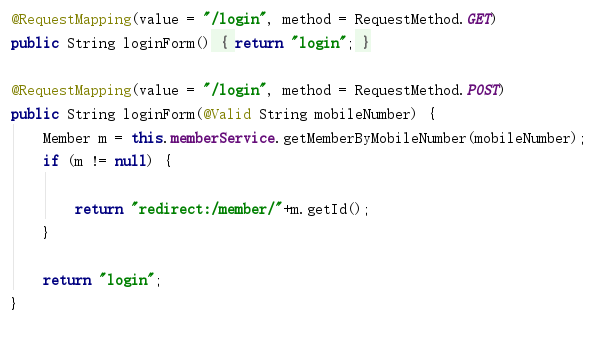 @RequestMapping(value = "/login", method = RequestMethod.GET)
public String loginForm() { return "login"; }
@RequestMapping(value = "/login", method = RequestMethod.POST)
public String loginForm(@Valid String mobileNumber) {
Member m = this.memberService.getMemberByMobileNumber(mobileNumber);
if (m != null) {
return "redirect:/member/"+m.getId();
}
return "login";
}